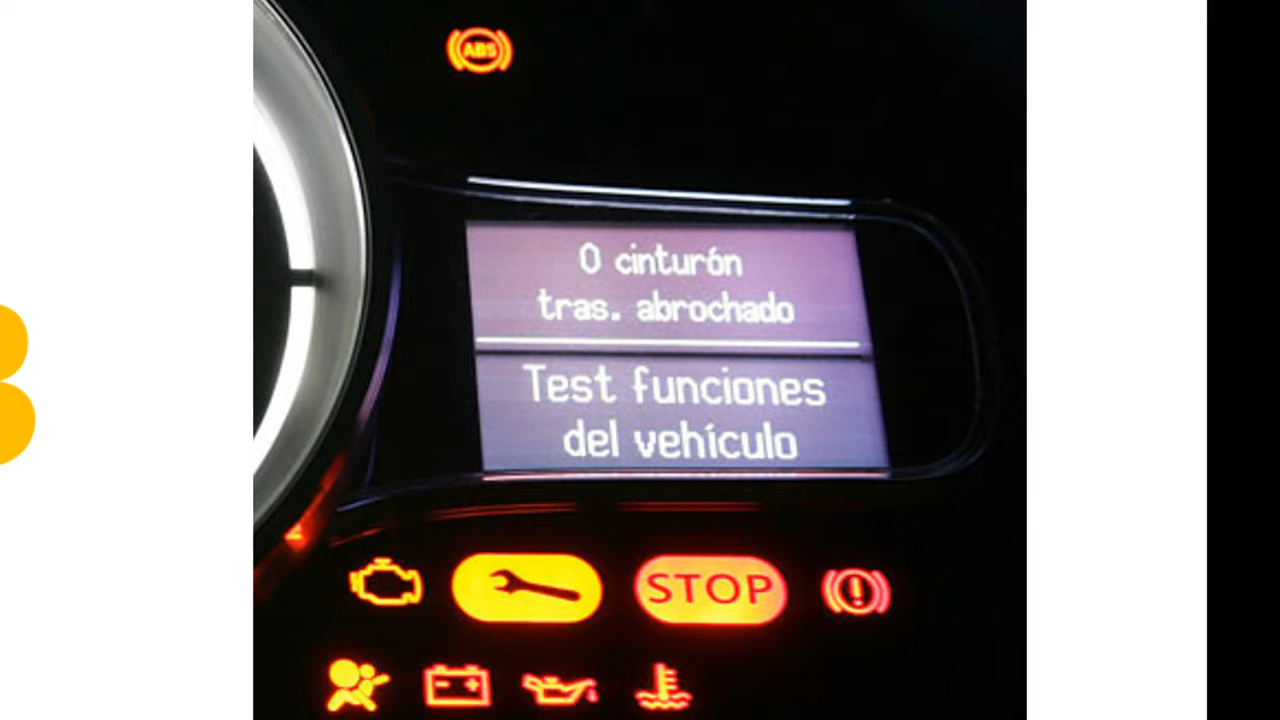 ABS
0 cinturón
tras. abrochado
Test funciones
del vehículo
STOP